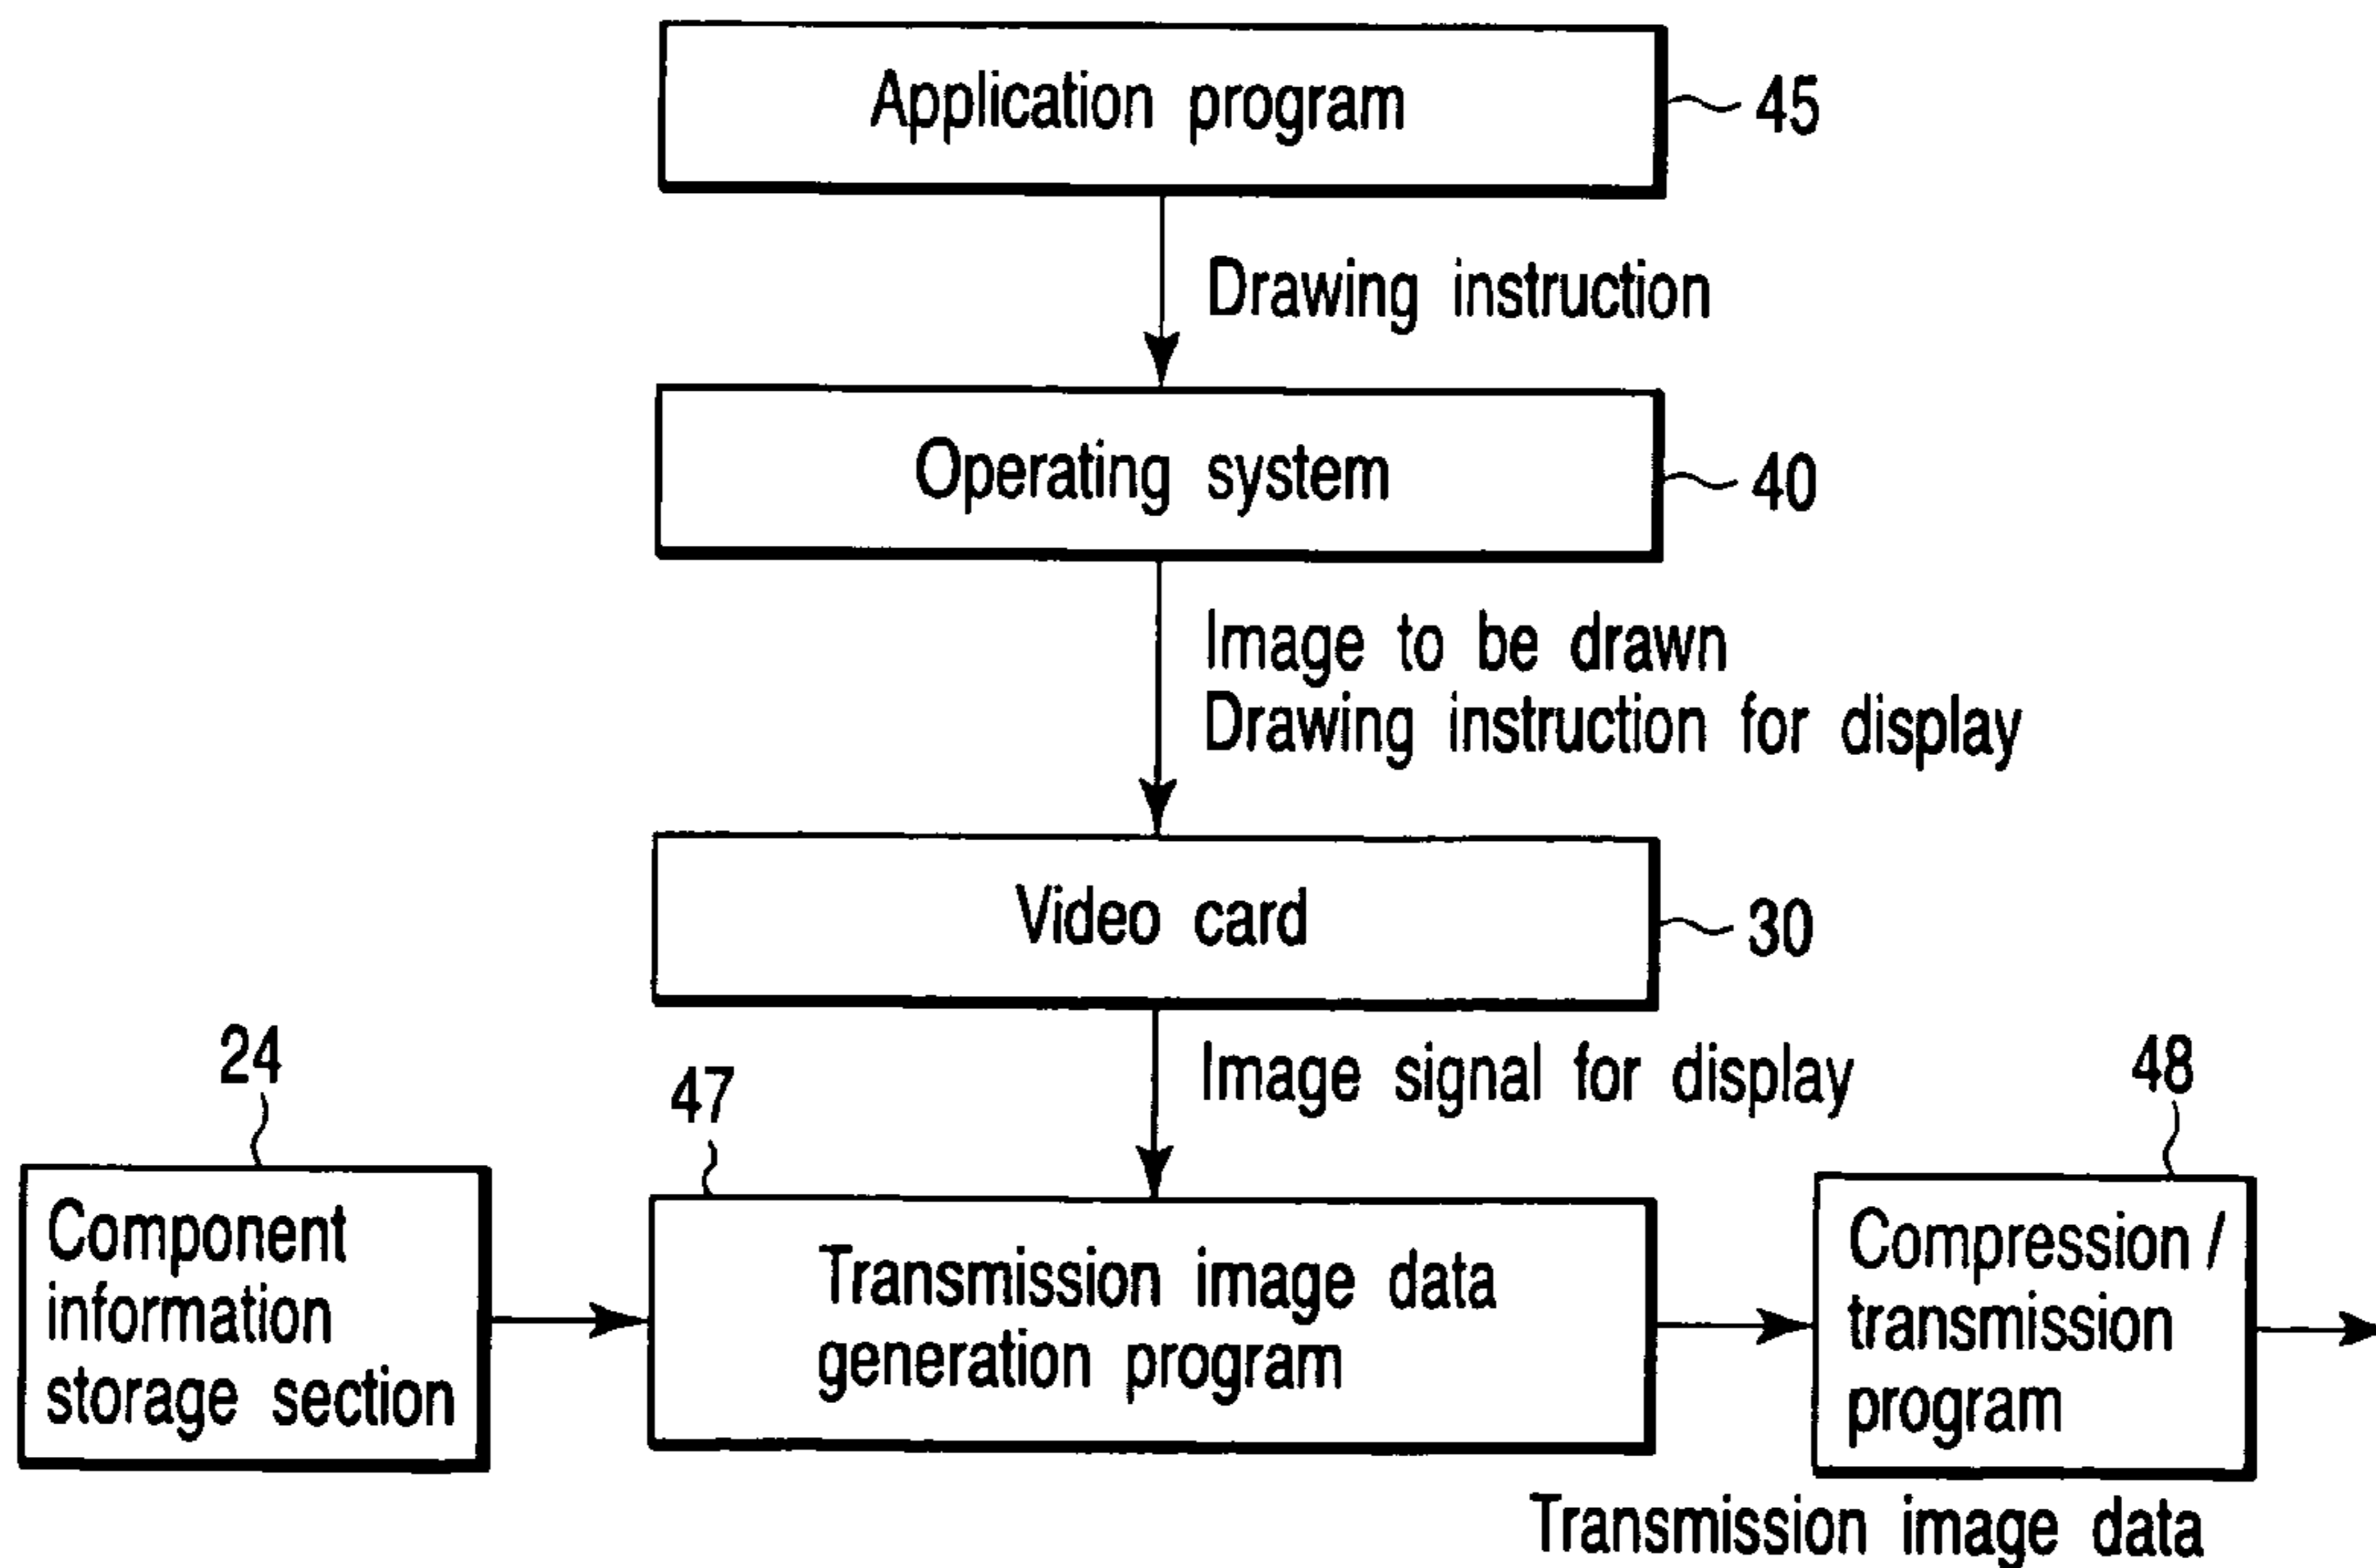 Application program
45
Drawing instruction
Operating system
40
Image to be drawn
Drawing instruction for display
Video card
30
Image signal for display
24
47
48
Component
information
storage section
Transmission image data
generation program
Compression /
transmission
program
Transmission image data